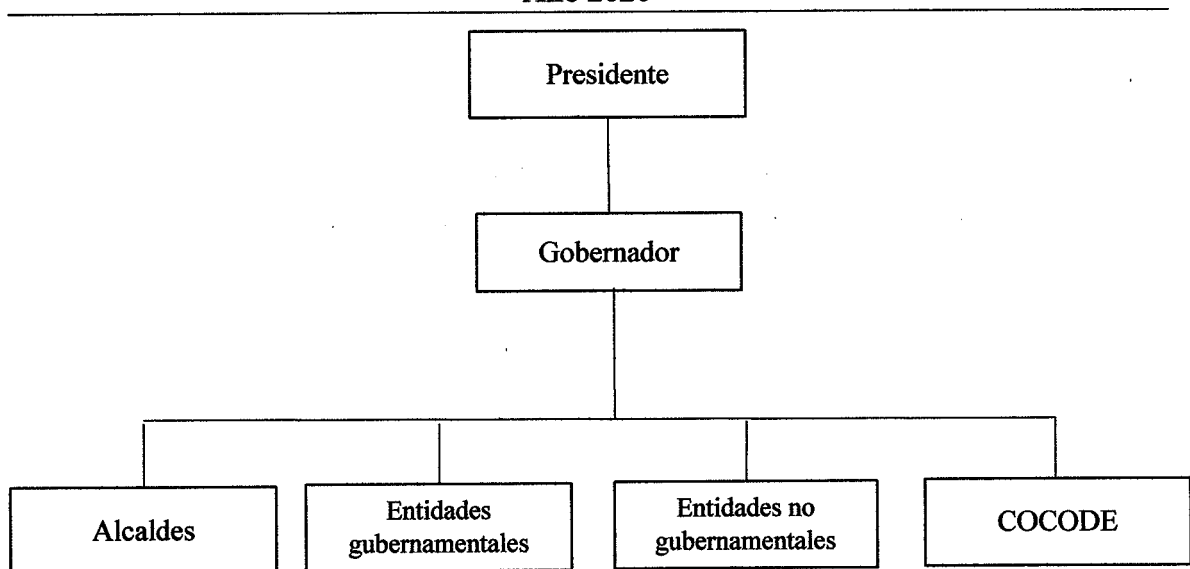 Presidente
Gobernador
Alcaldes
Entidades
gubernamentales
Entidades no
gubernamentales
COCODE